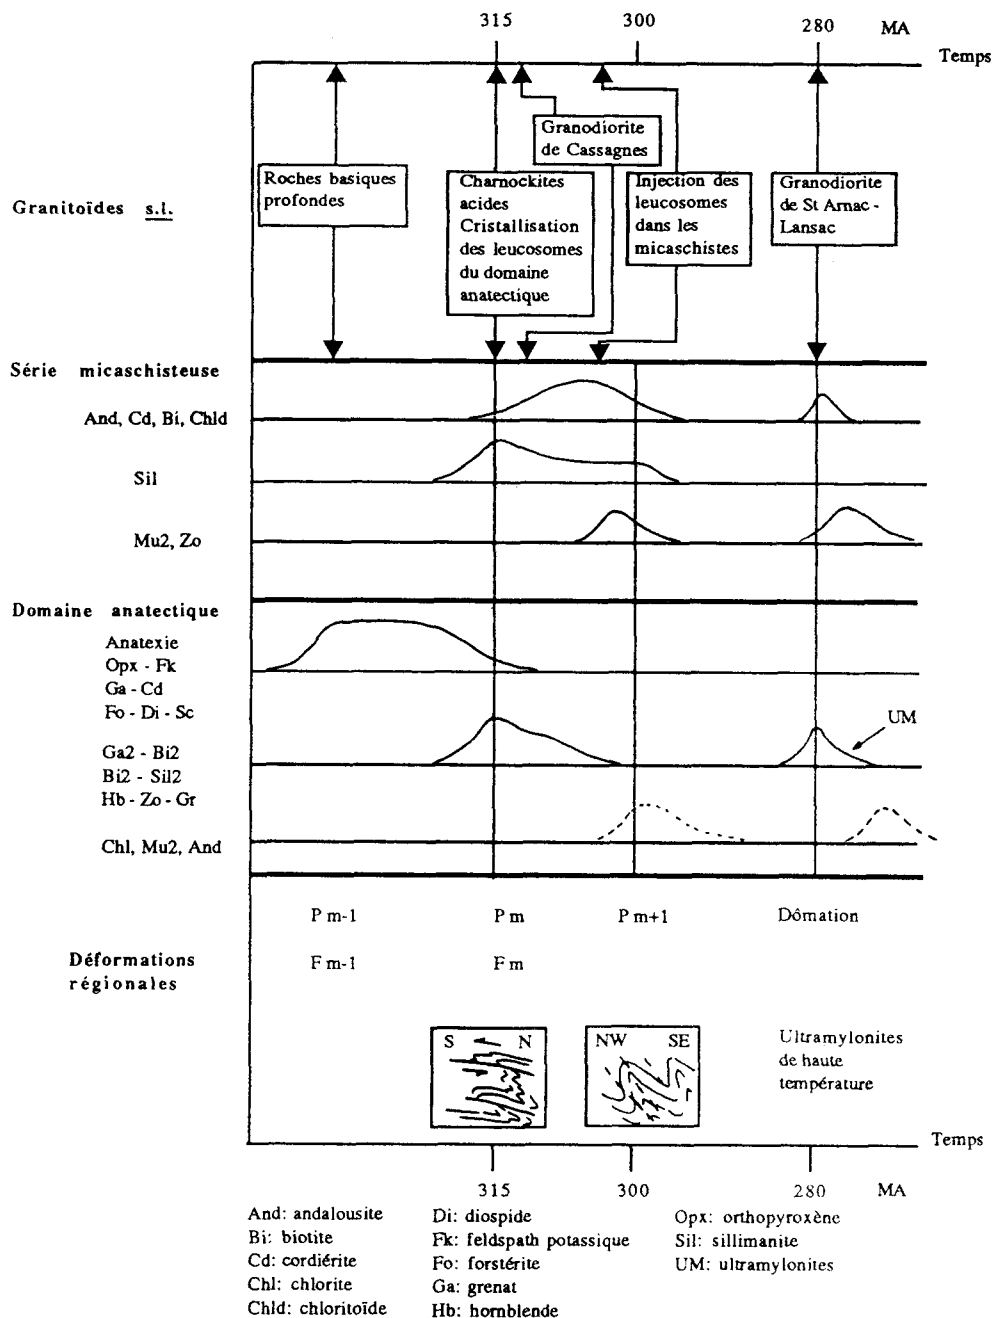 315 300 280 MA
Temps
Granitoïdes s.l.
Roches basiques
profondes
Charnockites
acides
Cristallisation
des leucosomes
du domaine
anatectique
Granodiorite
de Cassagnes
Injection des
leucosomes
dans les
micaschistes
Granodiorite
de St Arnac -
Lansac
Série micaschisteuse
And, Cd, Bi, Chld
Sil
Mu2, Zo
Domaine anatectique
Anatexie
Opx - Fk
Ga - Cd
Fo - Di - Sc
Ga2 - Bi2
Bi2 - Sil2
Hb - Zo - Gr
UM
Chl, Mu2, And
P m-1 P m P m+1 Dômation
Déformations
régionales
F m-1 F m
S N
NW SE
Ultramylonites
de haute
température
Temps
315 300 280 MA
And: andalousite
Bi: biotite
Cd: cordiérite
Chl: chlorite
Chld: chloritoïde
Di: diospide
Fk: feldspath potassique
Fo: forstérite
Ga: grenat
Hb: hornblende
Opx: orthopyroxène
Sil: sillimanite
UM: ultramylonites